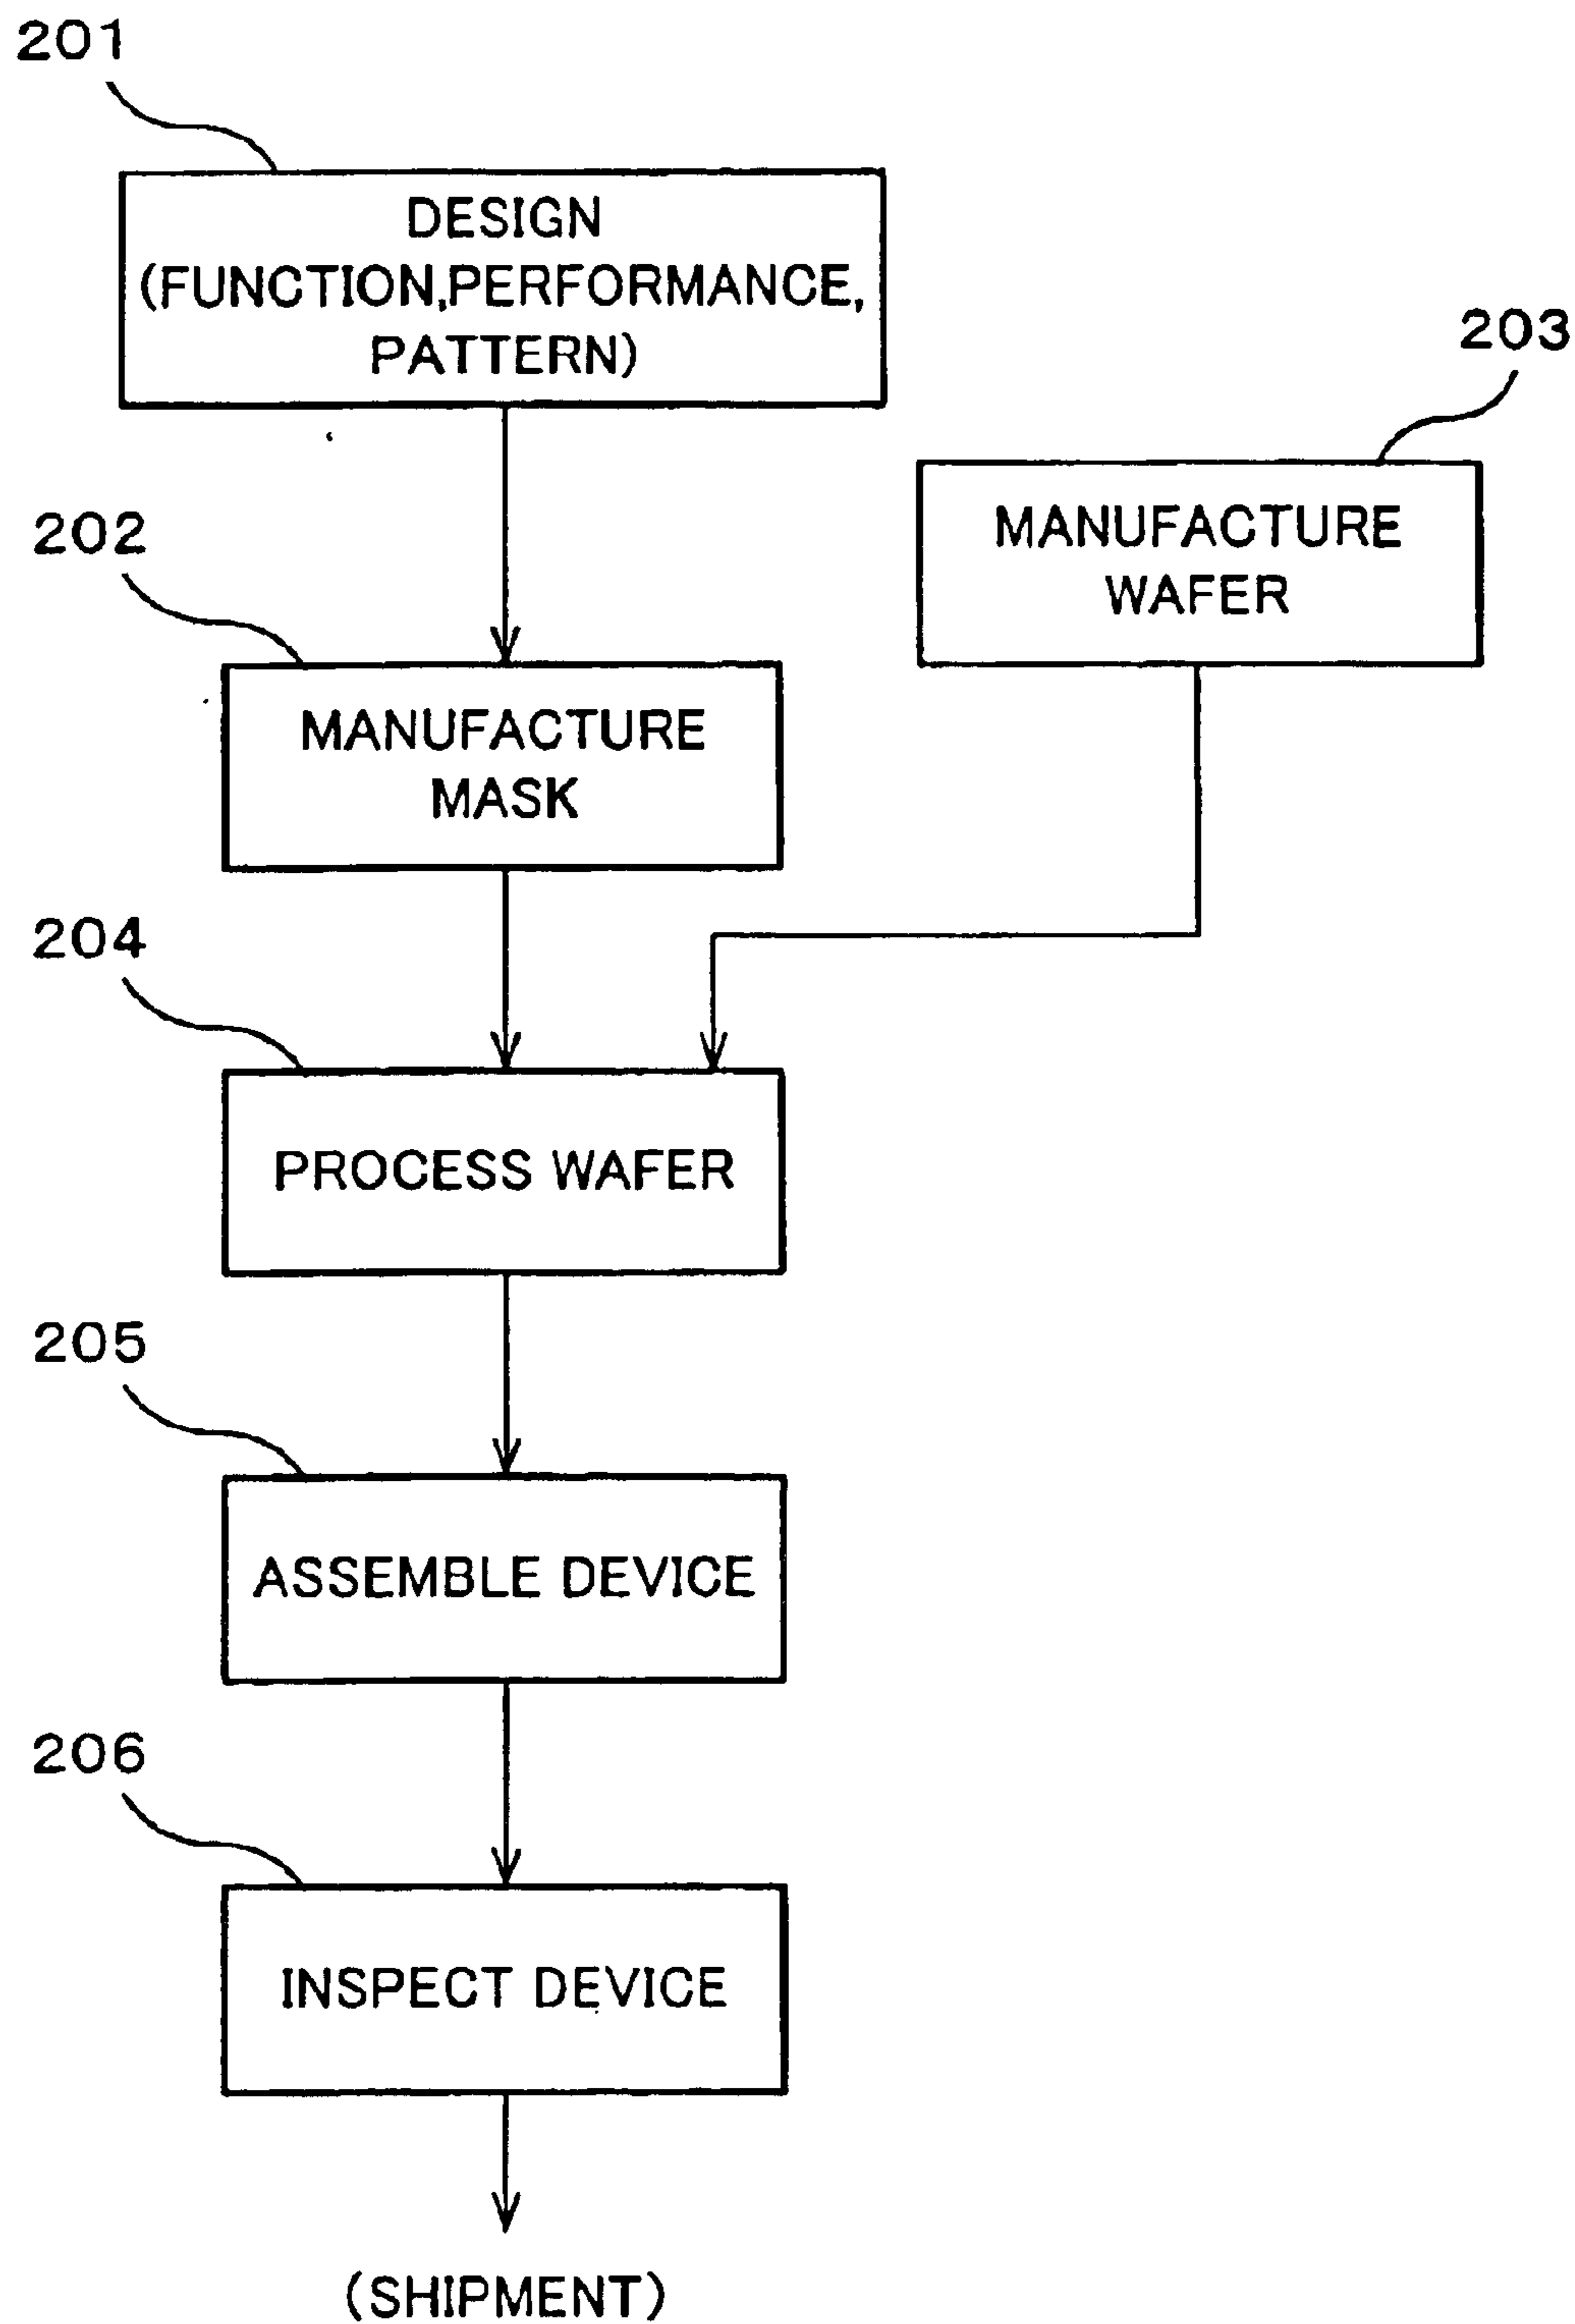 201
DESIGN
(FUNCTION,PERFORMANCE,
PATTERN)
203
MANUFACTURE
WAFER
202
MANUFACTURE
MASK
204
PROCESS WAFER
205
ASSEMBLE DEVICE
206
INSPECT DEVICE
(SHIPMENT)